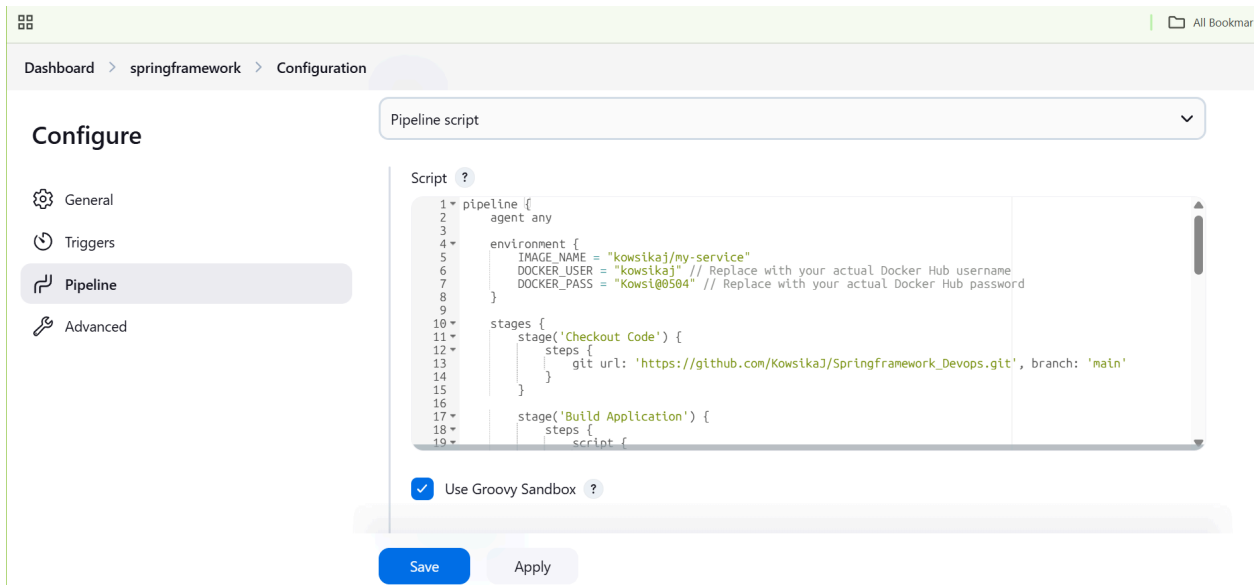 All Bookmar
Dashboard > springframework > Configuration
Configure
General
Triggers
Pipeline
Advanced
Pipeline script
Script ?
1 pipeline {
2 agent any
3
4 environment {
5 IMAGE_NAME = "kowsikaj/my-service"
6 DOCKER_USER = "kowsikaj" // Replace with your actual Docker Hub username
7 DOCKER_PASS = "Kowsi@0504" // Replace with your actual Docker Hub password
8 }
9
10 stages {
11 stage('Checkout Code') {
12 steps {
13 git url: 'https://github.com/KowsikaJ/Springframework_Devops.git', branch: 'main'
14 }
15 }
16
17 stage('Build Application') {
18 steps {
19 script {
Use Groovy Sandbox ?
Save Apply